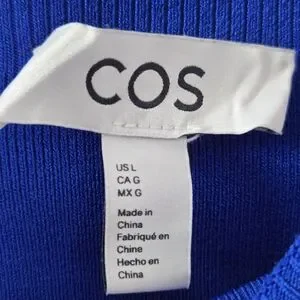 COS
US L
CA G
MX G
Made in
China
Fabriqué en
Chine
Hecho en
China